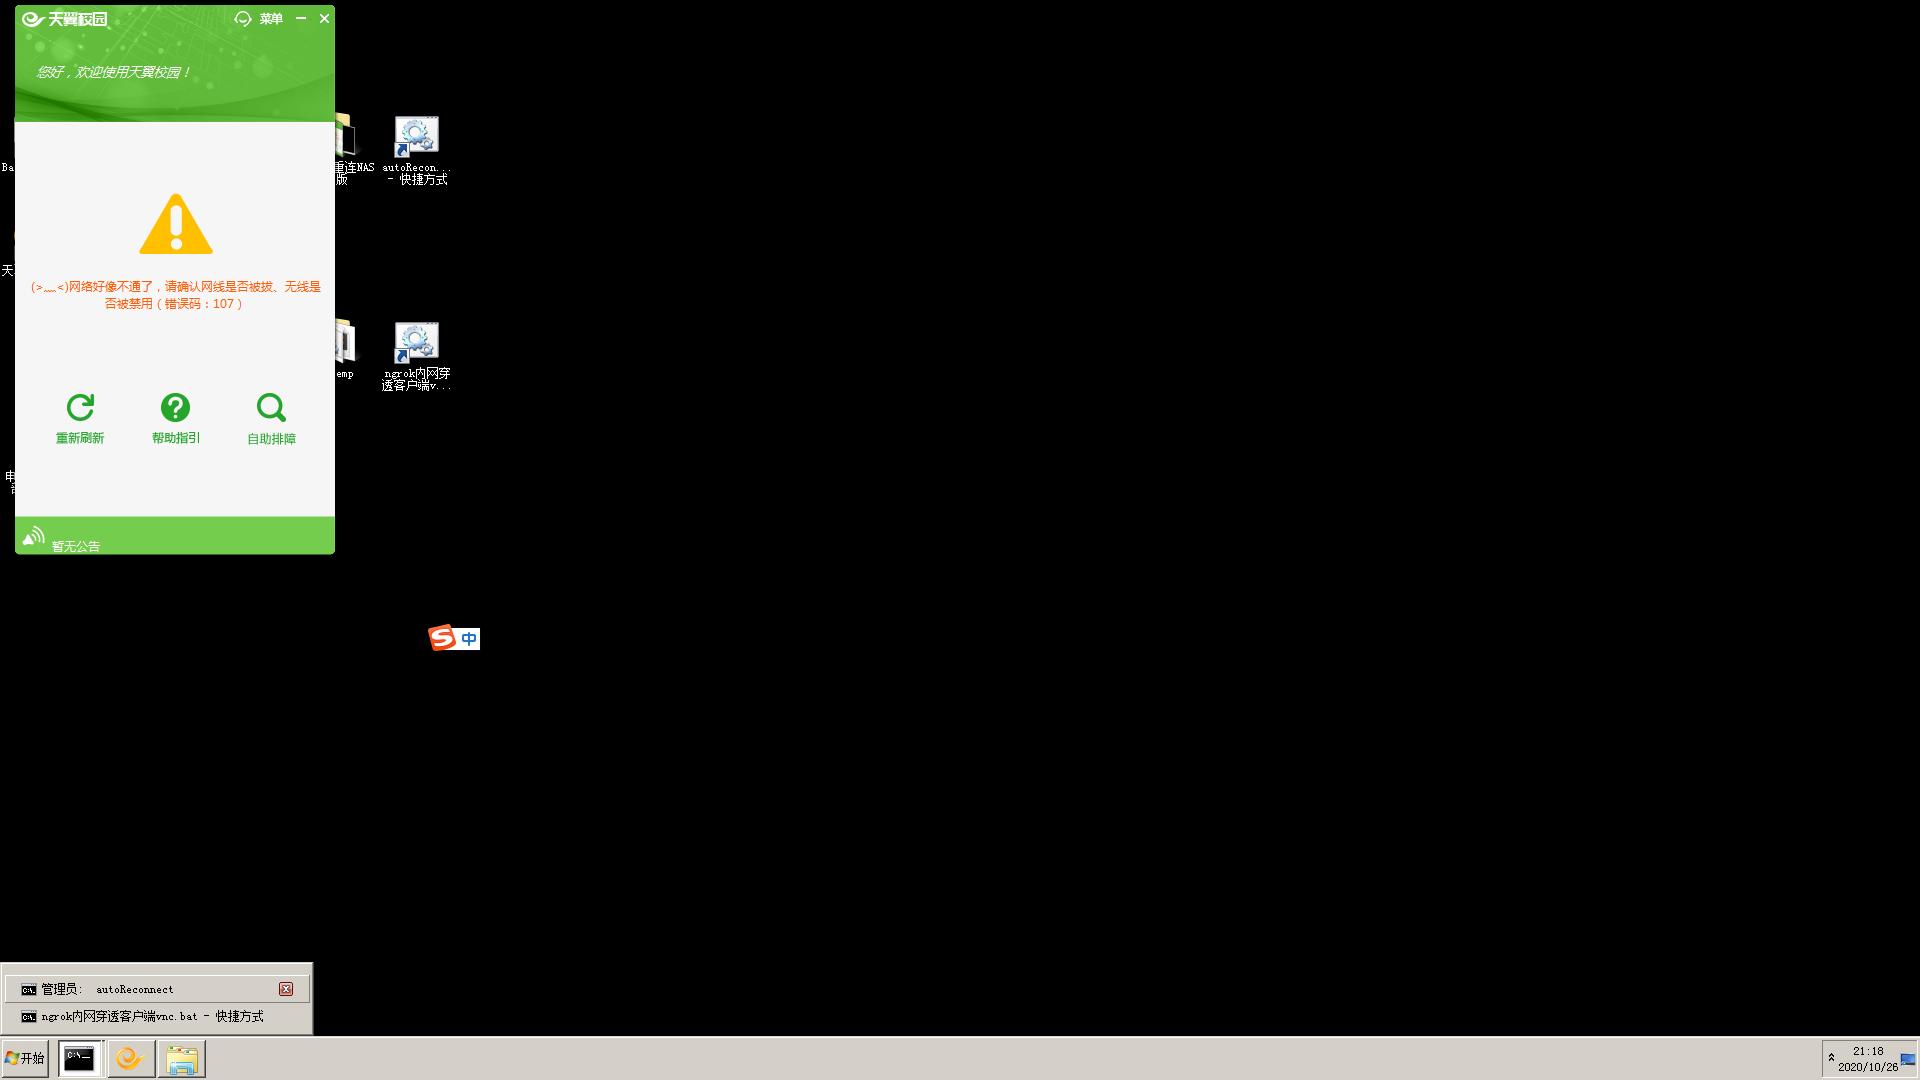 天翼校园
菜单
您好，欢迎使用天翼校园！
Ba
重连NAS
版
autoRecon...
- 快捷方式
(>﹏<)网络好像不通了，请确认网线是否被拔、无线是
否被禁用（错误码：107）
emp
ngrok内网穿
透客户端v...
重新刷新
帮助指引
自助排障
暂无公告
中
管理员: autoReconnect
ngrok内网穿透客户端vnc.bat - 快捷方式
开始
21:18
2020/10/26